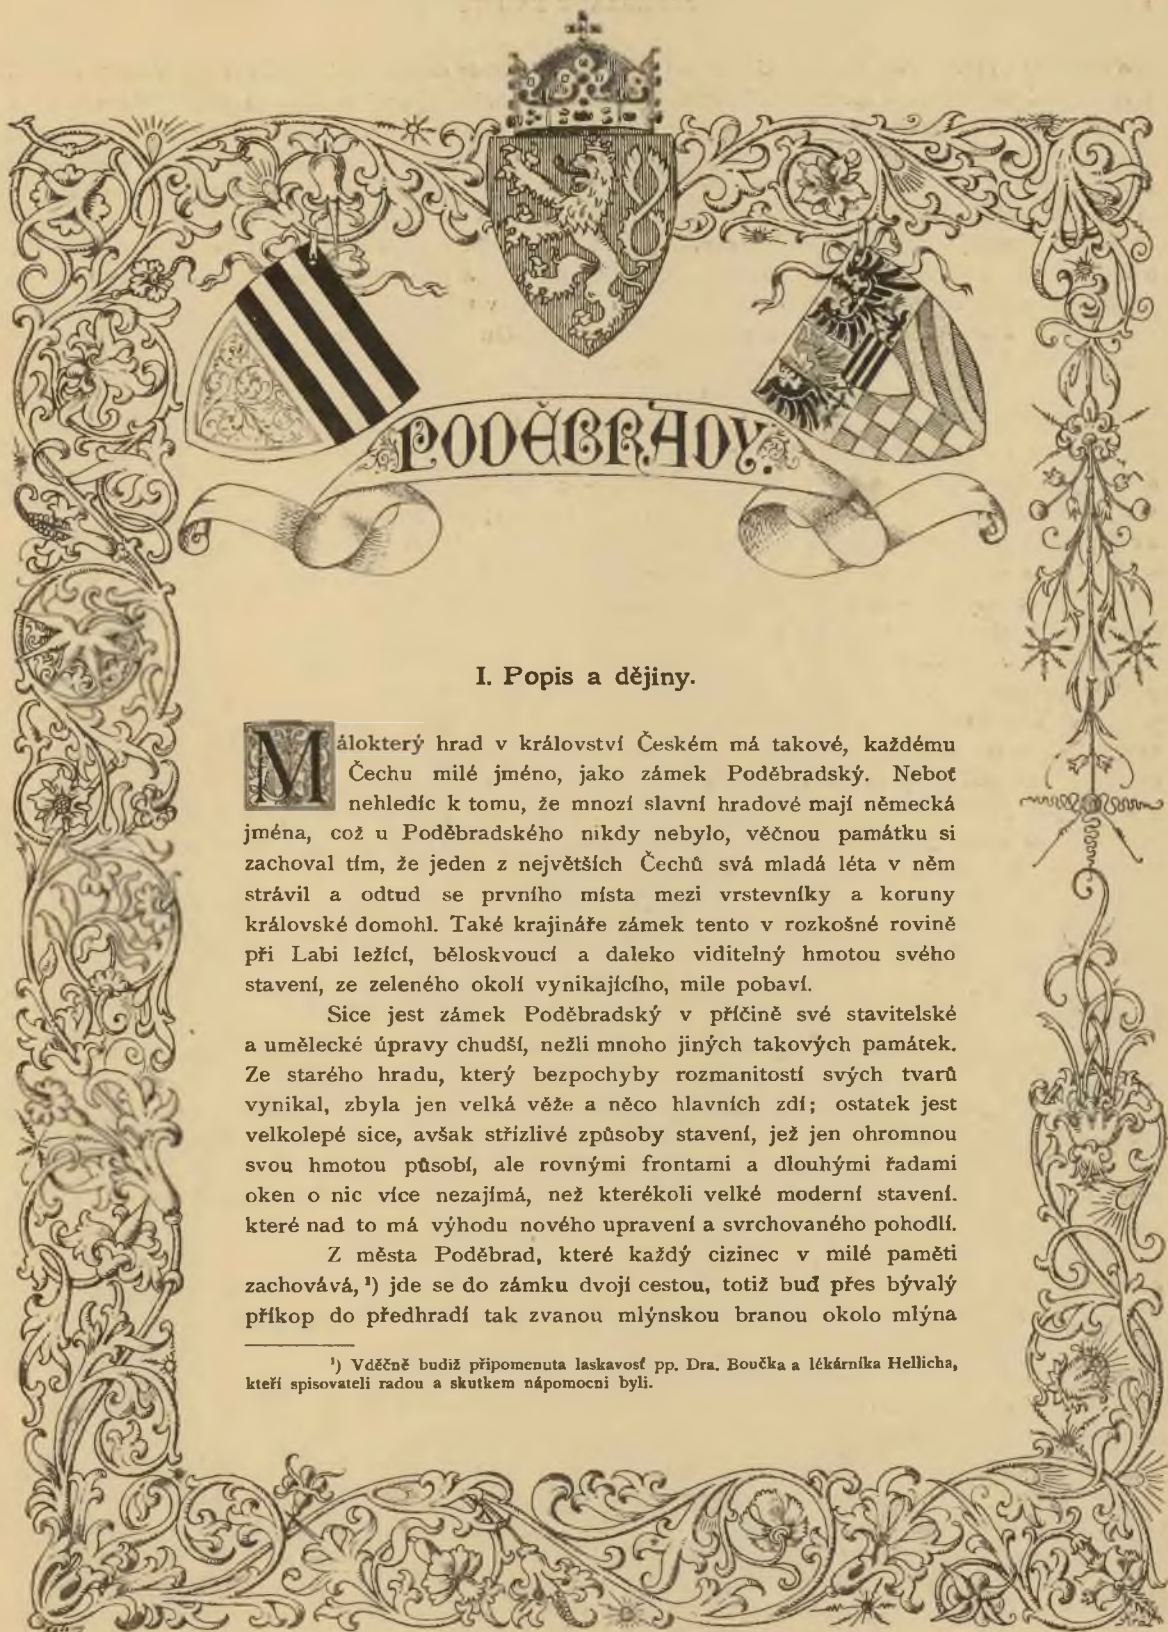 PODĚBRADY.
I. Popis a dějiny.
Málokterý hrad v království Českém má takové, každému
Čechu milé jméno, jako zámek Poděbradský. Neboť
nehledíc k tomu, že mnozí slavní hradové mají německá
jména, což u Poděbradského nikdy nebylo, věčnou památku si
zachoval tím, že jeden z největších Čechů svá mladá léta v něm
strávil a odtud se prvního místa mezi vrstevníky a koruny
královské domohl. Také krajináře zámek tento v rozkošné rovině
při Labi ležící, běloskvoucí a daleko viditelný hmotou svého
stavení, ze zeleného okolí vynikajícího, mile pobaví.
Sice jest zámek Poděbradský v příčině své stavitelské
a umělecké úpravy chudší, nežli mnoho jiných takových památek.
Ze starého hradu, který bezpochyby rozmanitostí svých tvarů
vynikal, zbyla jen velká věže a něco hlavních zdí; ostatek jest
velkolepé sice, avšak střízlivé způsoby stavení, jež jen ohromnou
svou hmotou působí, ale rovnými frontami a dlouhými řadami
oken o nic více nezajímá, než kterékoli velké moderní stavení.
které nad to má výhodu nového upravení a svrchovaného pohodlí.
Z města Poděbrad, které každý cizinec v milé paměti
zachovává,¹) jde se do zámku dvojí cestou, totiž buď přes bývalý
příkop do předhradí tak zvanou mlýnskou branou okolo mlýna
¹) Vděčně budiž připomenuta laskavosť pp. Dra. Boučka a lékárníka Hellicha,
kteří spisovateli radou a skutkem nápomocni byli.